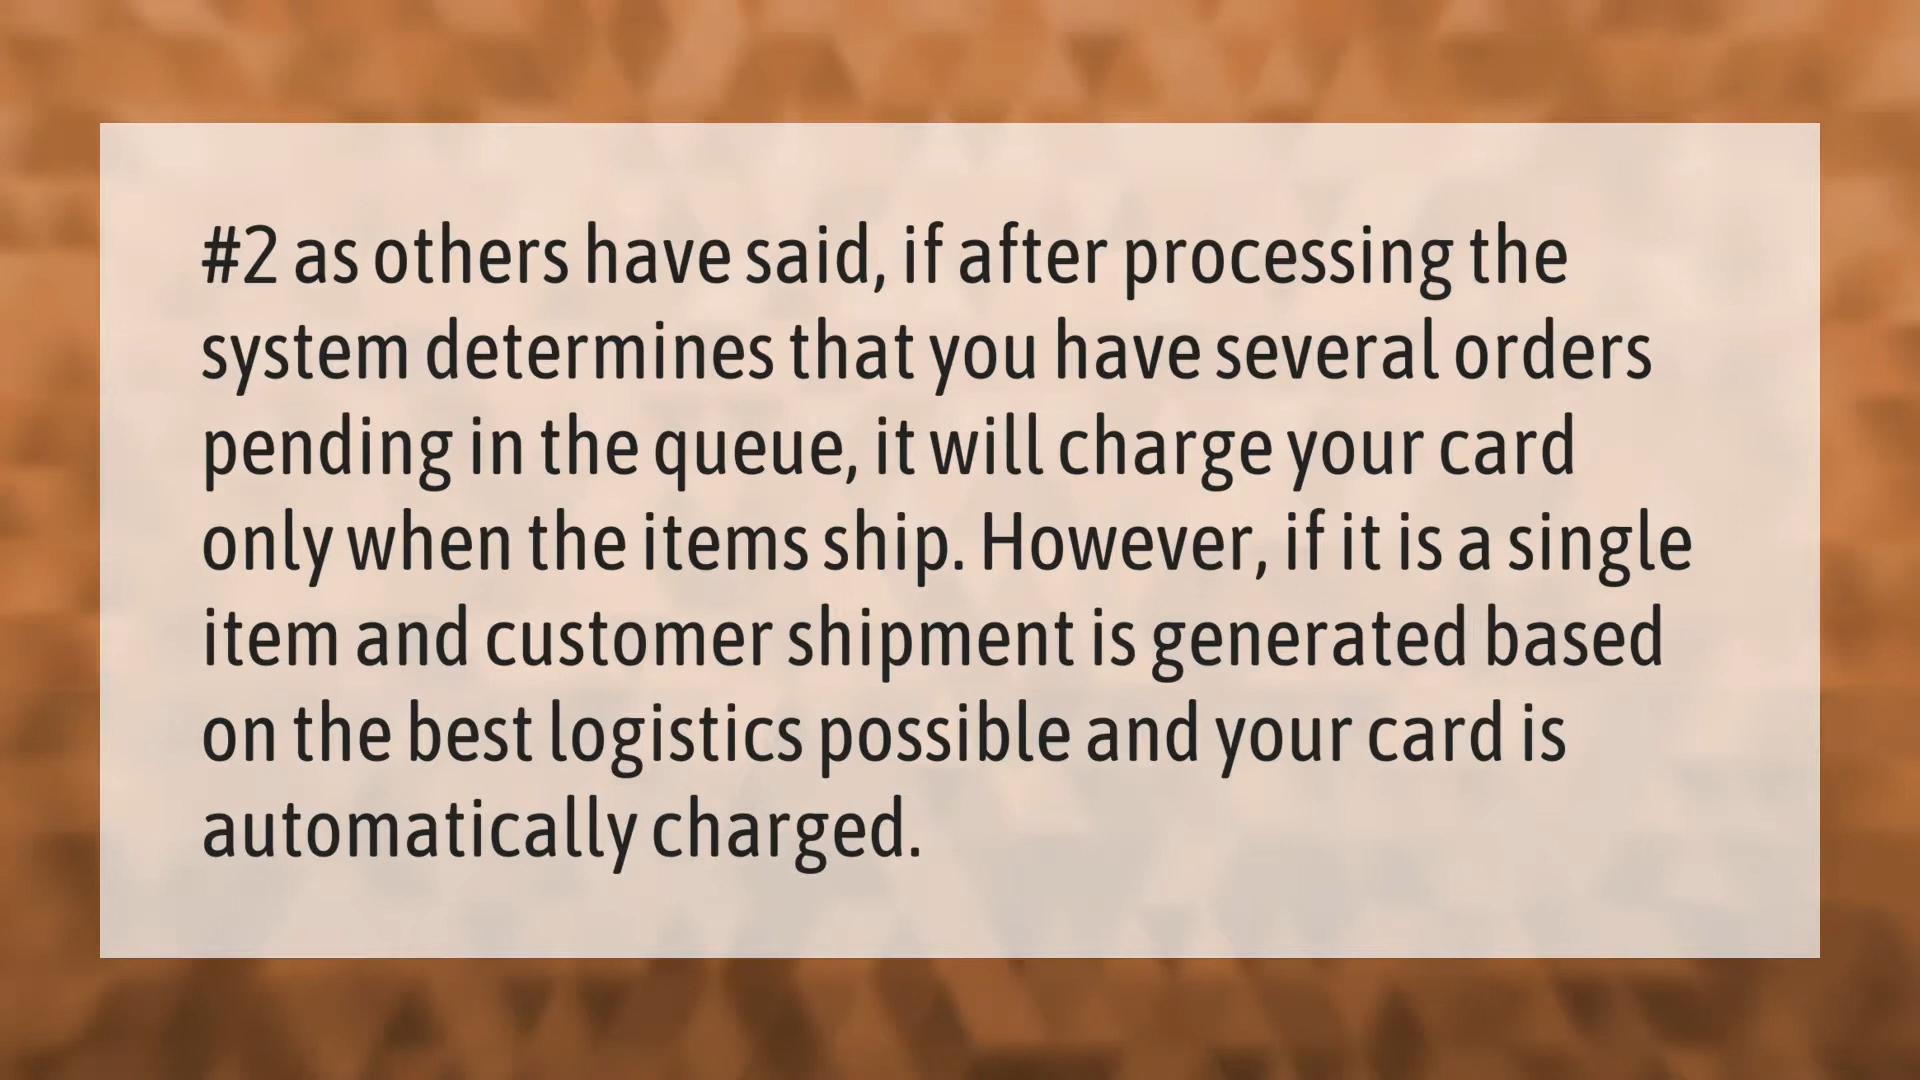 #2 as others have said, if after processing the
system determines that you have several orders
pending in the queue, it will charge your card
only when the items ship. However, if it is a single
item and customer shipment is generated based
on the best logistics possible and your card is
automatically charged.